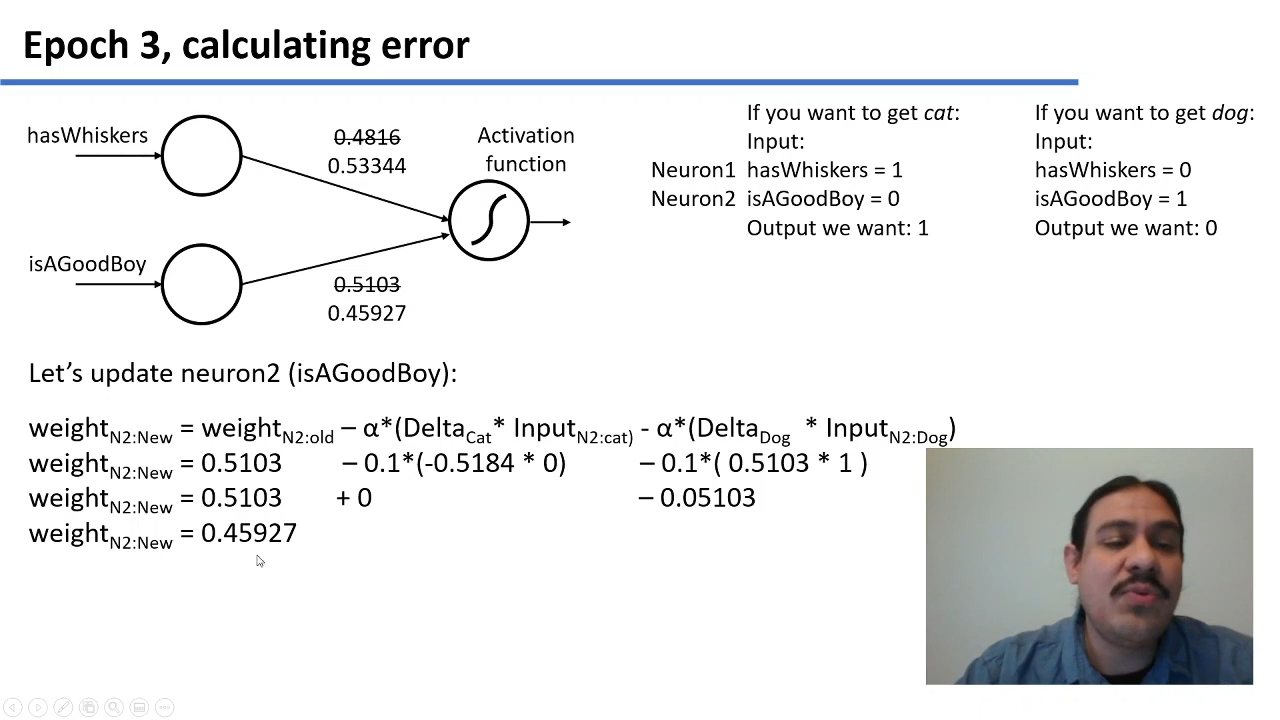 Epoch 3, calculating error
hasWhiskers
0.4816
0.53344
Activation
function
isAGoodBoy
0.5103
0.45927
If you want to get cat:
Input:
Neuron1 hasWhiskers = 1
Neuron2 isAGoodBoy = 0
Output we want: 1
If you want to get dog:
Input:
hasWhiskers = 0
isAGoodBoy = 1
Output we want: 0
Let's update neuron2 (isAGoodBoy):
weightN2:New = weightN2:old – α*(DeltaCat* InputN2:cat) - α*(DeltaDog * InputN2:Dog)
weightN2:New = 0.5103 – 0.1*(-0.5184 * 0) – 0.1*( 0.5103 * 1 )
weightN2:New = 0.5103 + 0 – 0.05103
weightN2:New = 0.45927